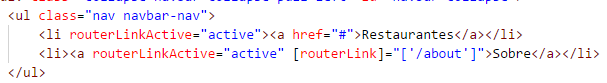 <ul class="nav navbar-nav">
<li routerLinkActive="active"><a href="#">Restaurantes</a></li>
<li><a routerLinkActive="active" [routerLink]="['/about']">Sobre</a></li>
</ul>